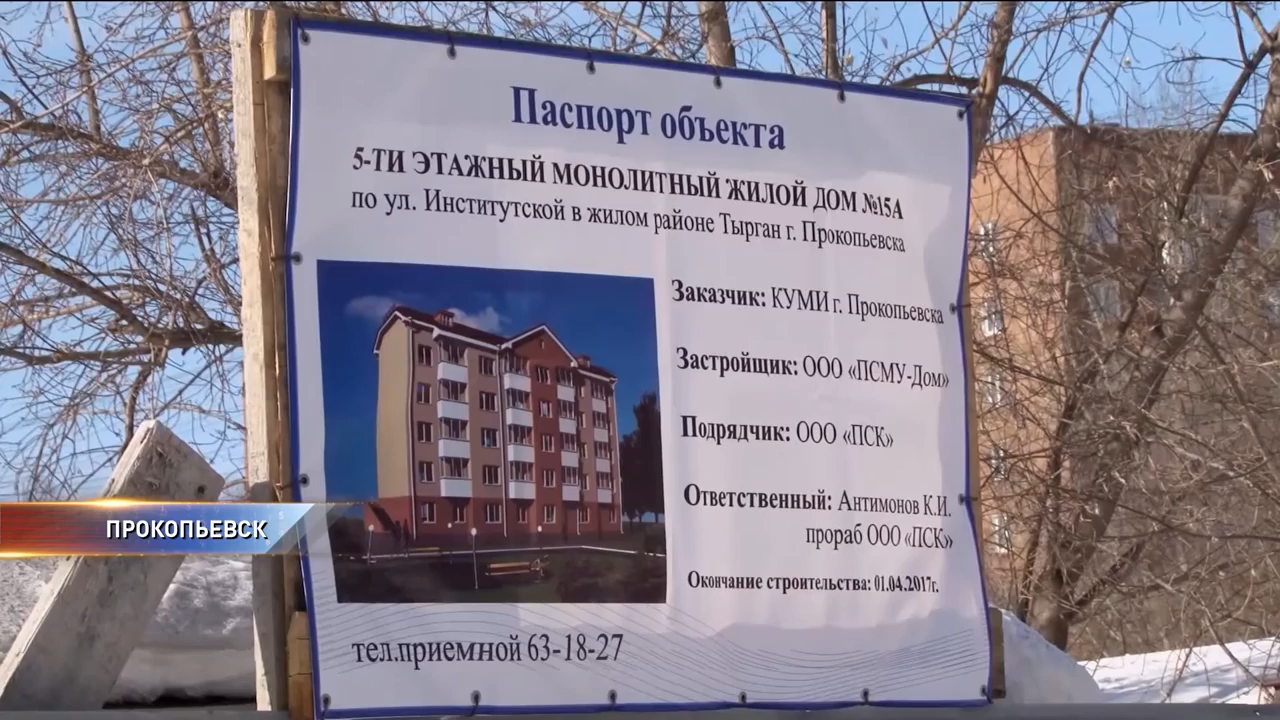 Паспорт объекта
5-ТИ ЭТАЖНЫЙ МОНОЛИТНЫЙ ЖИЛОЙ ДОМ №15А
по ул. Институтской в жилом районе Тырган г. Прокопьевска
Заказчик: КУМИ г. Прокопьевска
Застройщик: ООО «ПСМУ-Дом»
Подрядчик: ООО «ПСК»
Ответственный: Антимонов К.И.
прораб ООО «ПСК»
Окончание строительства: 01.04.2017г.
тел.приемной 63-18-27
ПРОКОПЬЕВСК